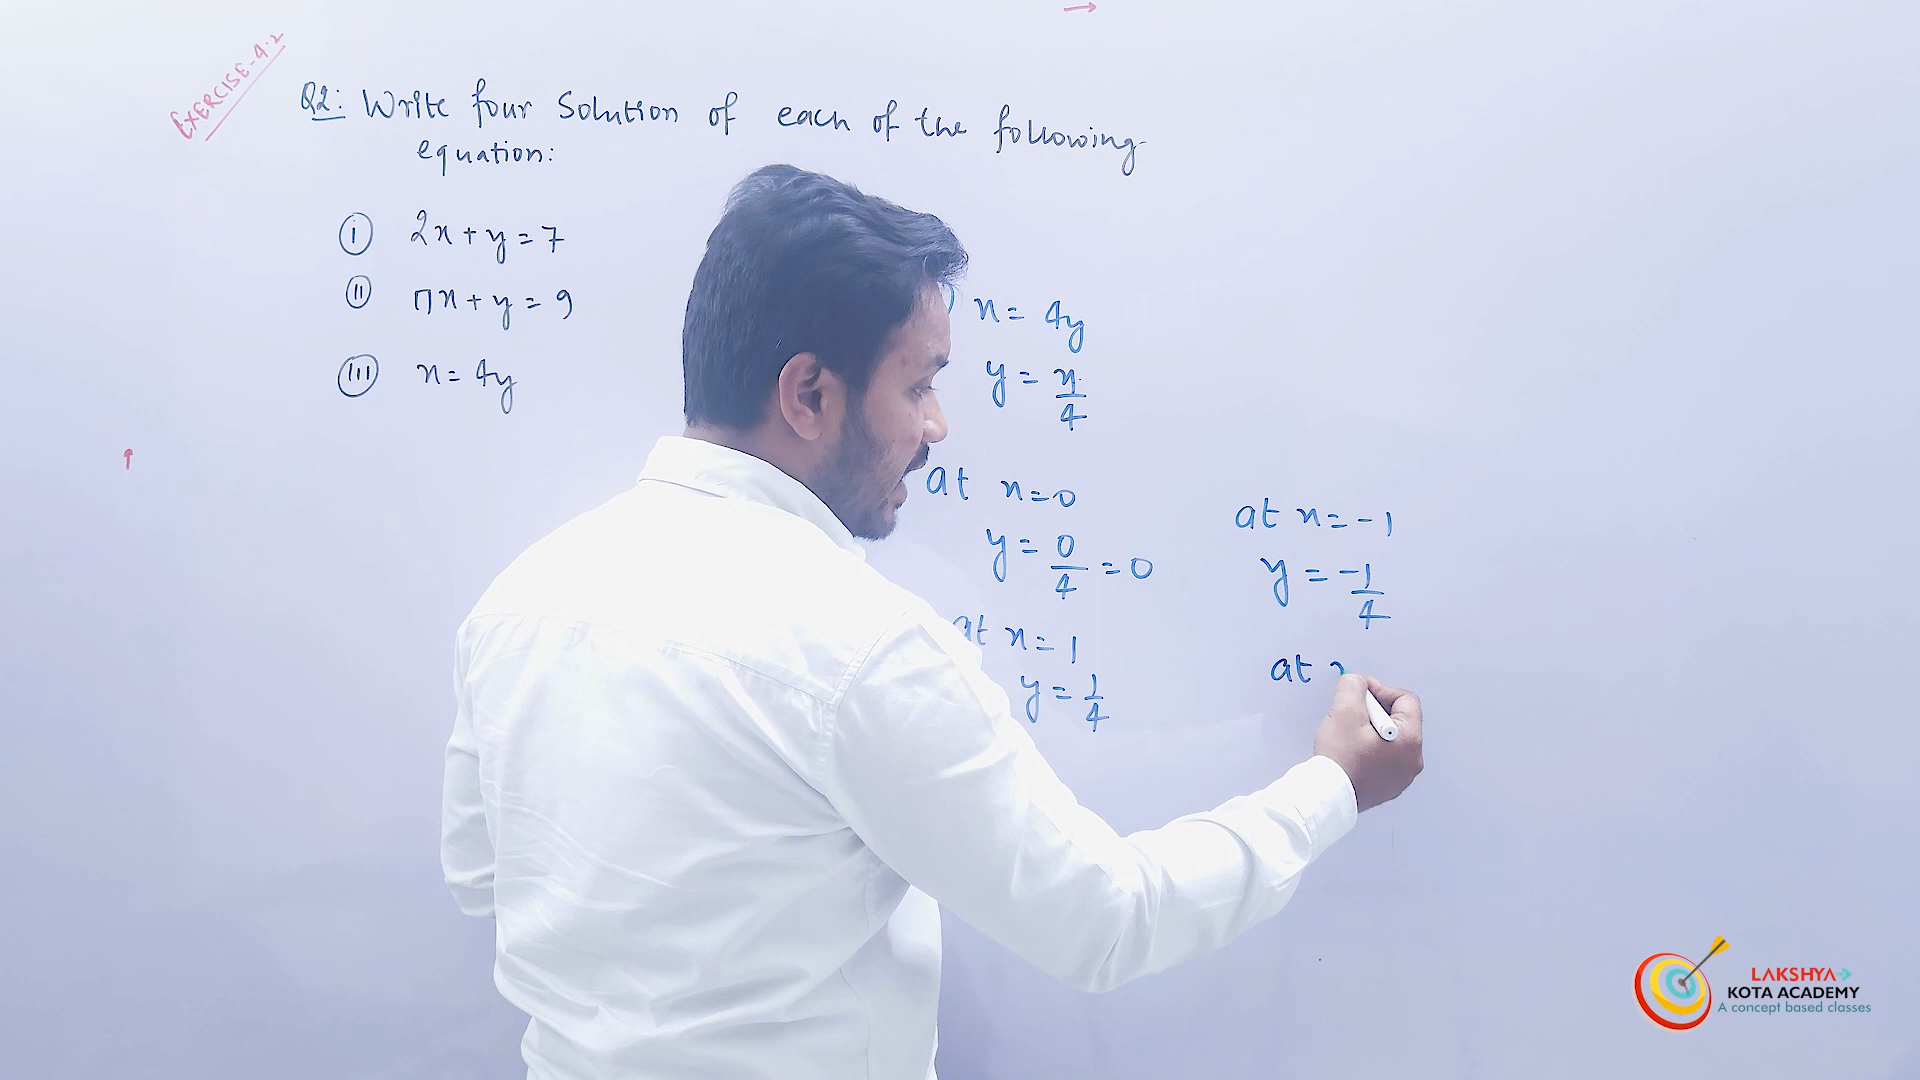 EXERCISE-4.2
Q2: Write four Solution of each of the following
equation:
(i) 2x+y=7
(ii) πx+y=9
(iii) x=4y
) x=4y
y=x/4
at x=0
y=0/4=0
at x=1
y=1/4
at x=-1
y=-1/4
at x
LAKSHYA
KOTA ACADEMY
A concept based classes